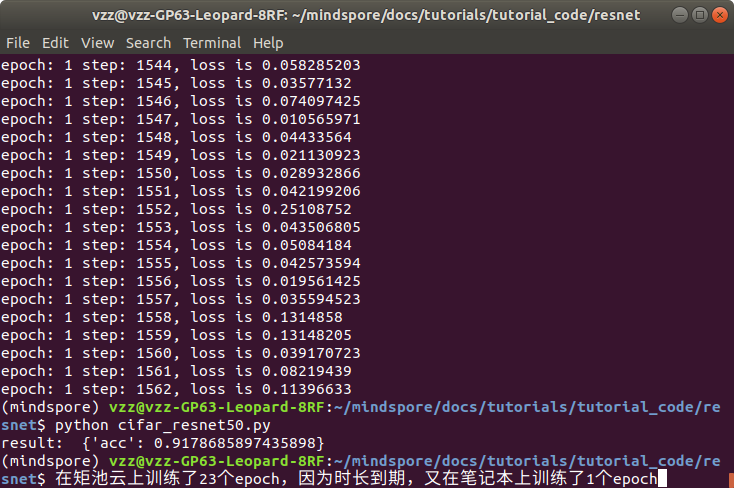 vzz@vzz-GP63-Leopard-8RF: ~/mindspore/docs/tutorials/tutorial_code/resnet
File Edit View Search Terminal Help
epoch: 1 step: 1544, loss is 0.058285203
epoch: 1 step: 1545, loss is 0.03577132
epoch: 1 step: 1546, loss is 0.074097425
epoch: 1 step: 1547, loss is 0.010565971
epoch: 1 step: 1548, loss is 0.04433564
epoch: 1 step: 1549, loss is 0.021130923
epoch: 1 step: 1550, loss is 0.028932866
epoch: 1 step: 1551, loss is 0.042199206
epoch: 1 step: 1552, loss is 0.25108752
epoch: 1 step: 1553, loss is 0.043506805
epoch: 1 step: 1554, loss is 0.05084184
epoch: 1 step: 1555, loss is 0.042573594
epoch: 1 step: 1556, loss is 0.019561425
epoch: 1 step: 1557, loss is 0.035594523
epoch: 1 step: 1558, loss is 0.1314858
epoch: 1 step: 1559, loss is 0.13148205
epoch: 1 step: 1560, loss is 0.039170723
epoch: 1 step: 1561, loss is 0.08219439
epoch: 1 step: 1562, loss is 0.11396633
(mindspore) vzz@vzz-GP63-Leopard-8RF:~/mindspore/docs/tutorials/tutorial_code/re
snet$ python cifar_resnet50.py
result:  {'acc': 0.9178685897435898}
(mindspore) vzz@vzz-GP63-Leopard-8RF:~/mindspore/docs/tutorials/tutorial_code/re
snet$ 在矩池云上训练了23个epoch，因为时长到期，又在笔记本上训练了1个epoch